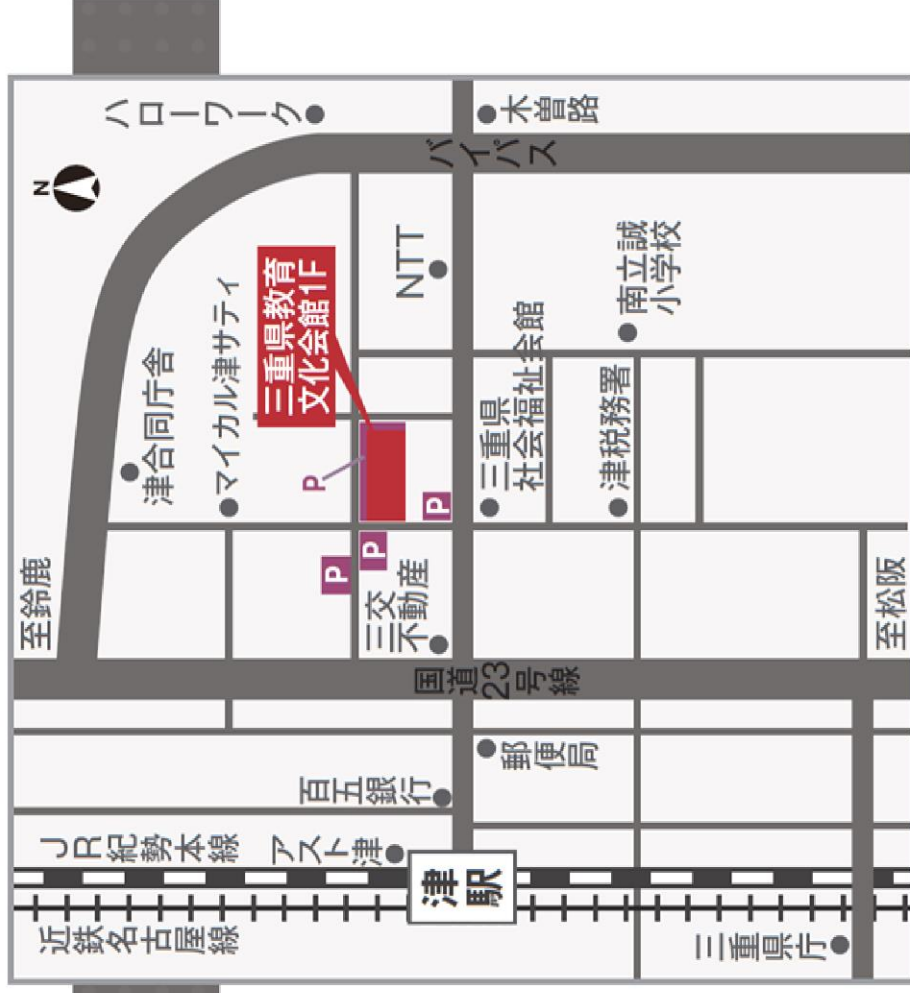 近鉄名古屋線
JR紀勢本線
至鈴鹿
N
ハローワーク
津合同庁舎
マイカル津サティ
アスト津
百五銀行
P
三重県教育
文化会館1F
P
P
P
三交
不動産
NTT
津駅
国道23号線
バイパス
郵便局
三重県
社会福祉会館
木曽路
津税務署
南立誠
小学校
三重県庁
至松阪